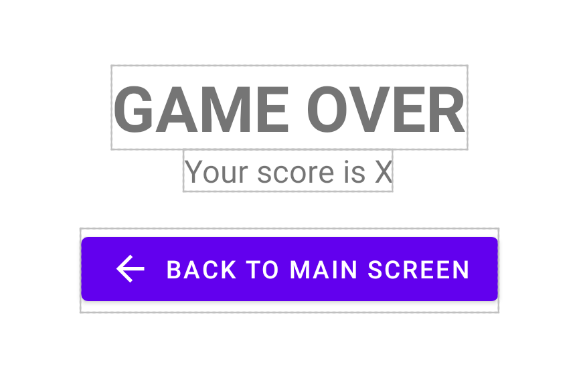 GAME OVER
Your score is X
BACK TO MAIN SCREEN